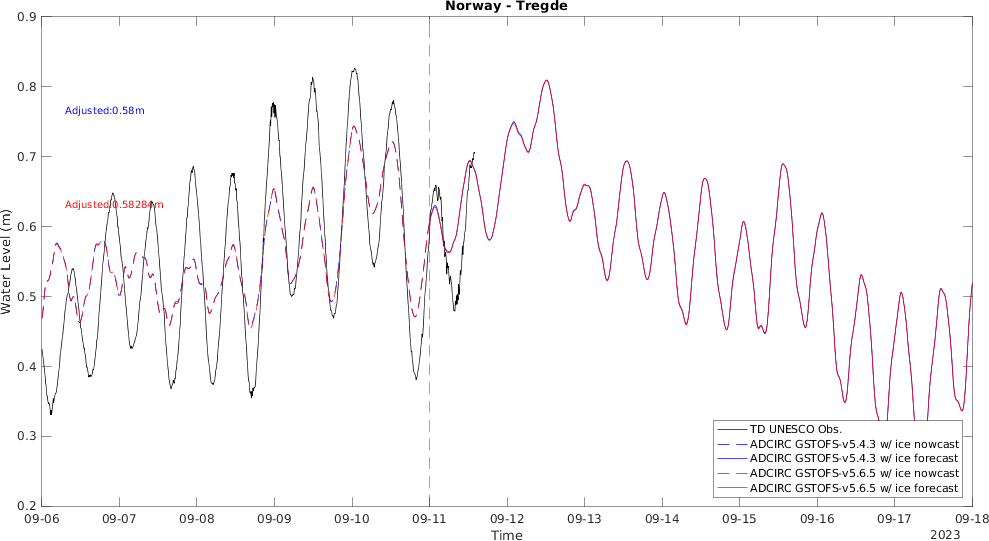 Norway - Tregde
0.9
0.8
0.7
0.6
0.5
0.4
0.3
0.2
Water Level (m)
Adjusted:0.58m
Adjusted:0.58284m
TD UNESCO Obs.
ADCIRC GSTOFS-v5.4.3 w/ ice nowcast
ADCIRC GSTOFS-v5.4.3 w/ ice forecast
ADCIRC GSTOFS-v5.6.5 w/ ice nowcast
ADCIRC GSTOFS-v5.6.5 w/ ice forecast
09-06 09-07 09-08 09-09 09-10 09-11 09-12 09-13 09-14 09-15 09-16 09-17 09-18
Time
2023